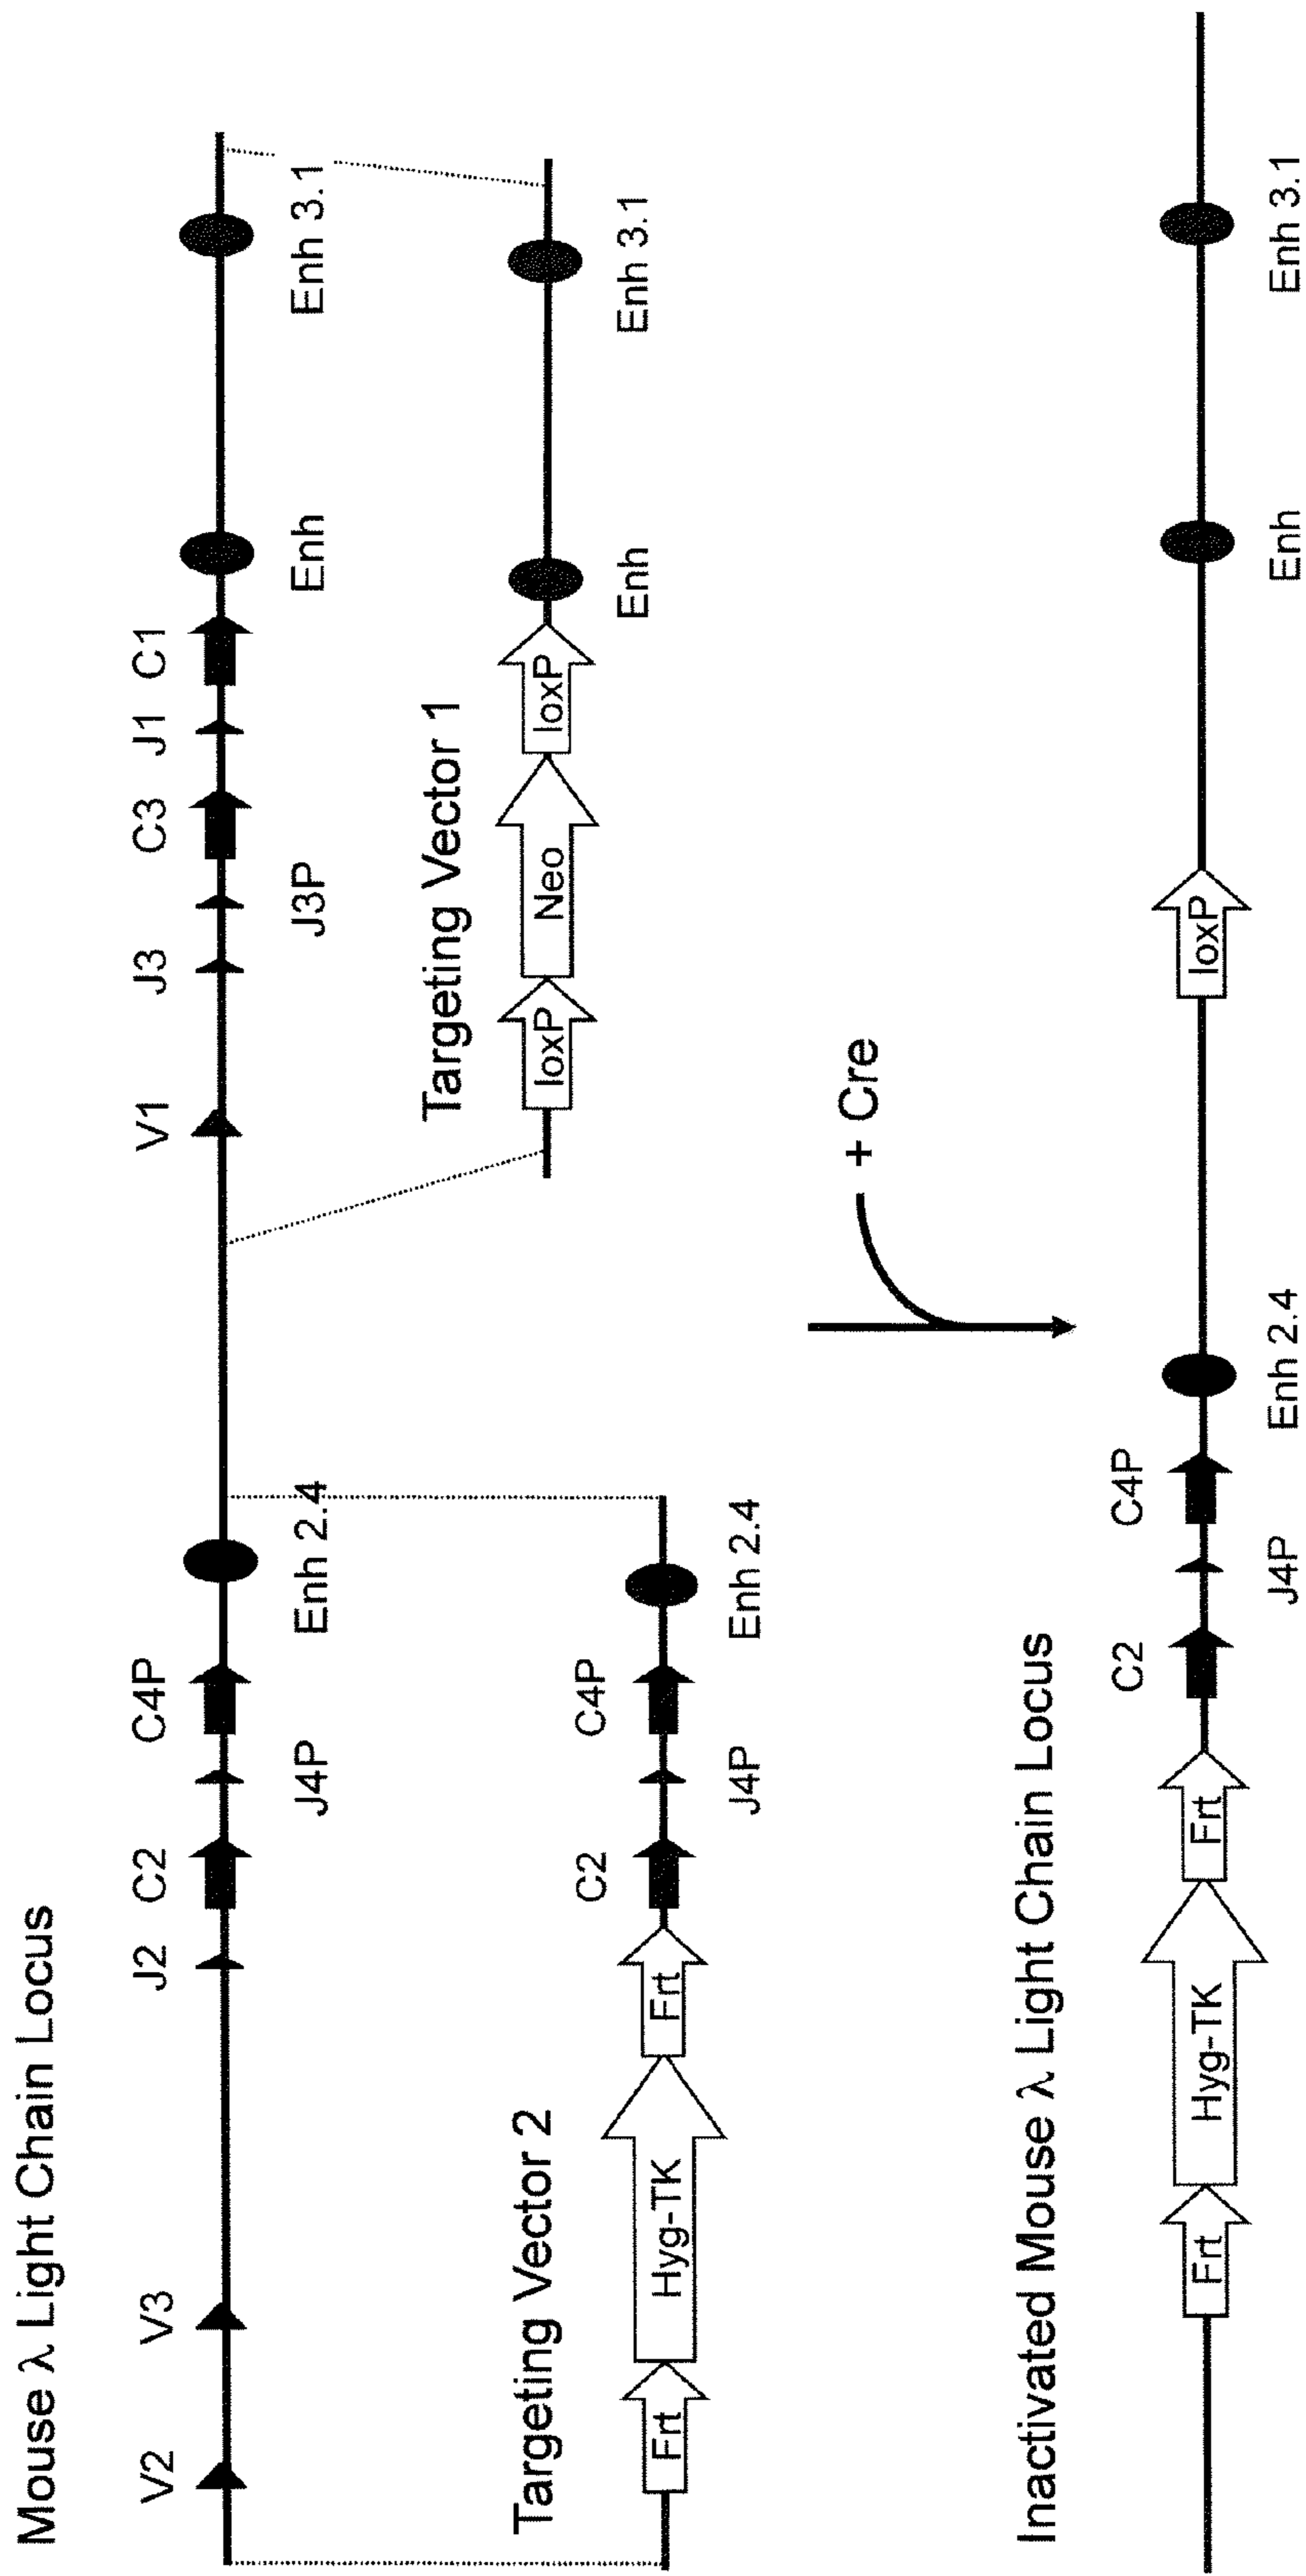 Mouse λ Light Chain Locus
V2 V3 J2 C2 C4P V1 J3 C3 J1 C1
J4P Enh 2.4 J3P Enh Enh 3.1
Targeting Vector 1
loxP Neo loxP
Enh Enh 3.1
Targeting Vector 2
C2 C4P
Frt Hyg-TK Frt
J4P Enh 2.4
+ Cre
Inactivated Mouse λ Light Chain Locus
C2 C4P
Frt Hyg-TK Frt loxP
J4P Enh 2.4 Enh Enh 3.1